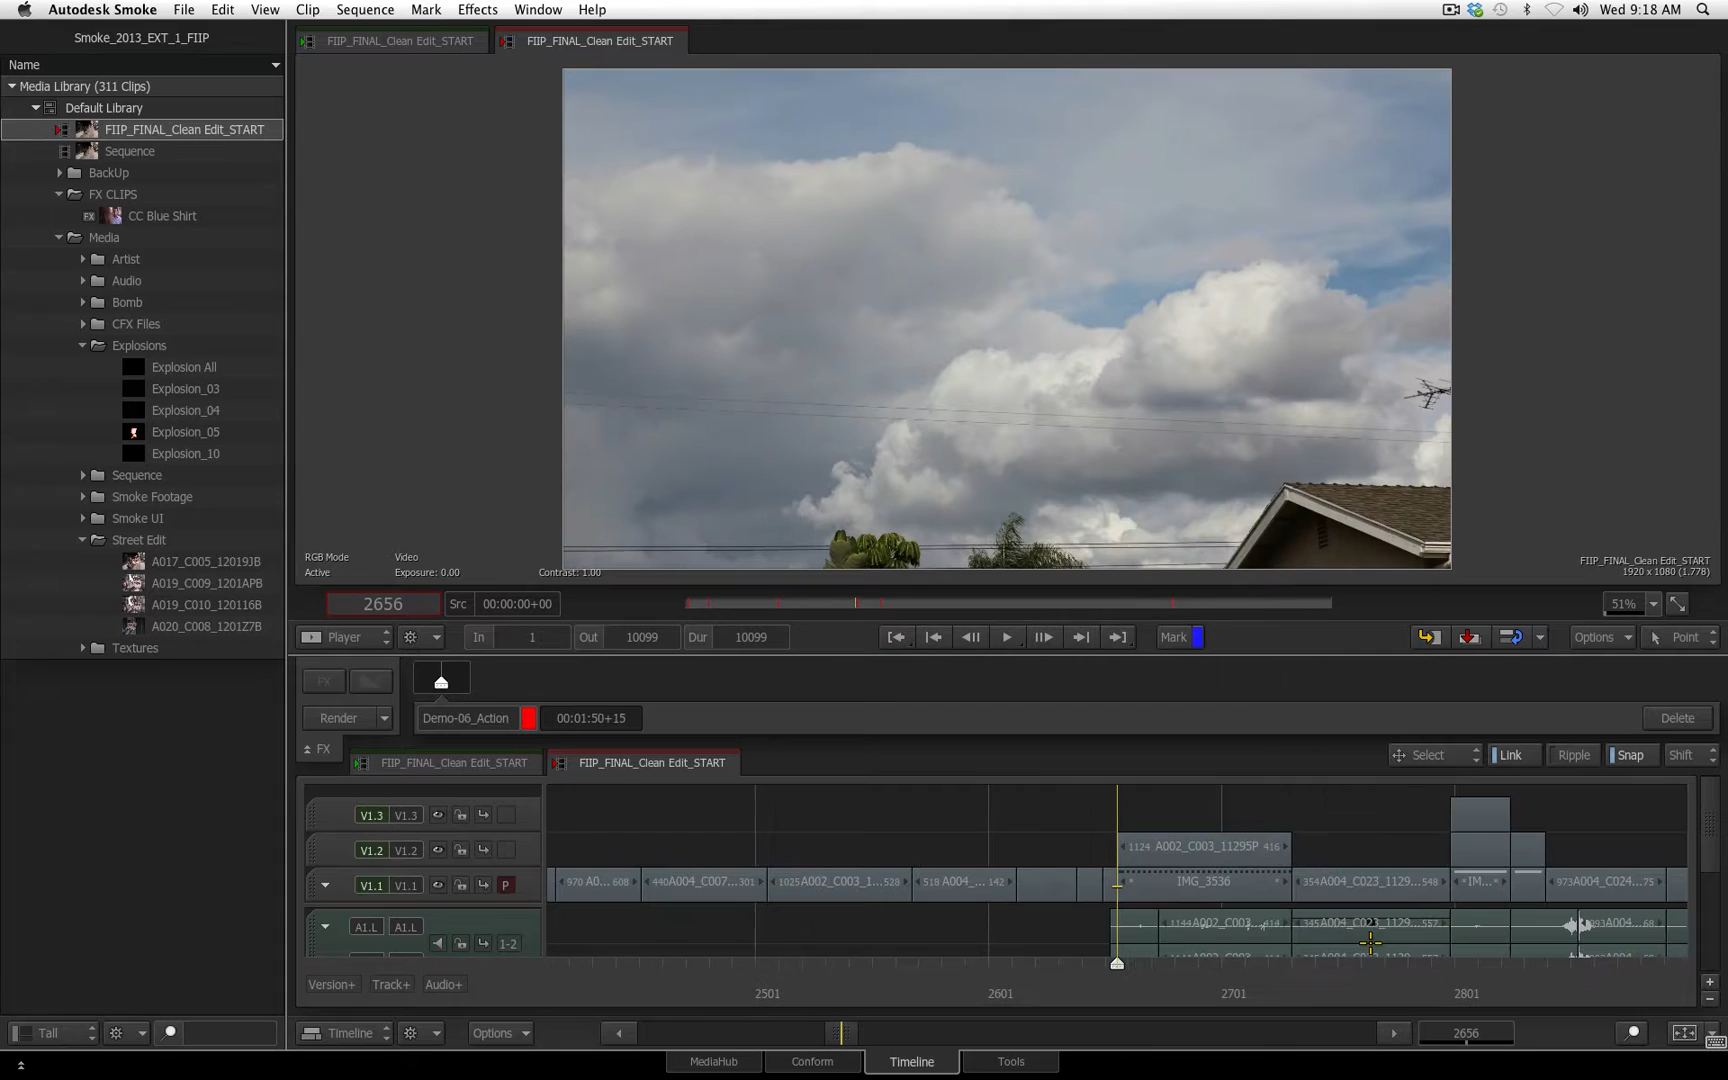 Autodesk Smoke File Edit View Clip Sequence Mark Effects Window Help Wed 9:18 AM
Smoke_2013_EXT_1_FIIP
FIIP_FINAL_Clean Edit_START FIIP_FINAL_Clean Edit_START
Name
Media Library (311 Clips)
Default Library
FIIP_FINAL_Clean Edit_START
Sequence
BackUp
FX CLIPS
FX CC Blue Shirt
Media
Artist
Audio
Bomb
CFX Files
Explosions
Explosion All
Explosion_03
Explosion_04
Explosion_05
Explosion_10
Sequence
Smoke Footage
Smoke UI
Street Edit
A017_C005_12019JB
A019_C009_1201APB
A019_C010_120116B
A020_C008_1201Z7B
Textures
RGB Mode Video
Active Exposure: 0.00 Contrast: 1.00
FIIP_FINAL_Clean Edit_START
1920 x 1080 (1.778)
2656 Src 00:00:00+00 51%
Player In 1 Out 10099 Dur 10099 Mark Options Point
FX
Render Demo-06_Action 00:01:50+15 Delete
FX FIIP_FINAL_Clean Edit_START FIIP_FINAL_Clean Edit_START Select Link Ripple Snap Shift
V1.3 V1.3
V1.2 V1.2 1124 A002_C003_11295P 416
V1.1 V1.1 P 970 A0... 608 440A004_C007...301 1025A002_C003_1...528 518 A004_... 142 IMG_3536 354A004_C023_1129...548 *IM...* 973A004_C024...75
A1.L A1.L 1144A002_C003...414 345A004_C023_1129...557 993A004...68
1-2
Version+ Track+ Audio+ 2501 2601 2701 2801
Tall Timeline Options 2656
MediaHub Conform Timeline Tools